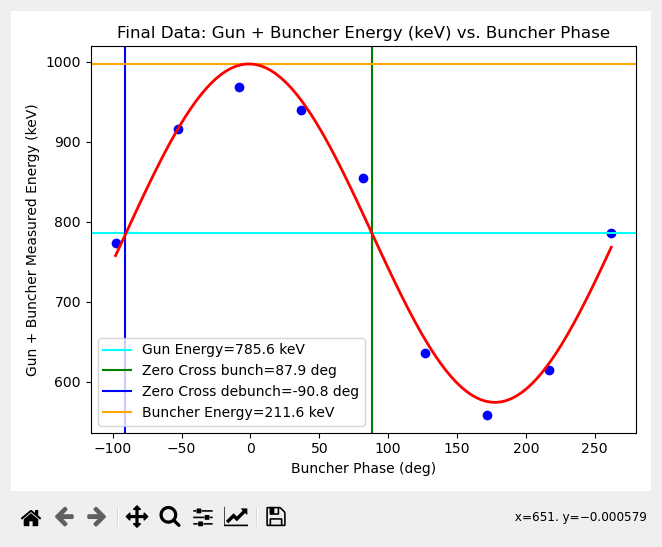 Final Data: Gun + Buncher Energy (keV) vs. Buncher Phase
Gun + Buncher Measured Energy (keV)
1000
900
800
700
600
Gun Energy=785.6 keV
Zero Cross bunch=87.9 deg
Zero Cross debunch=-90.8 deg
Buncher Energy=211.6 keV
−100 −50 0 50 100 150 200 250
Buncher Phase (deg)
x=651. y=−0.000579